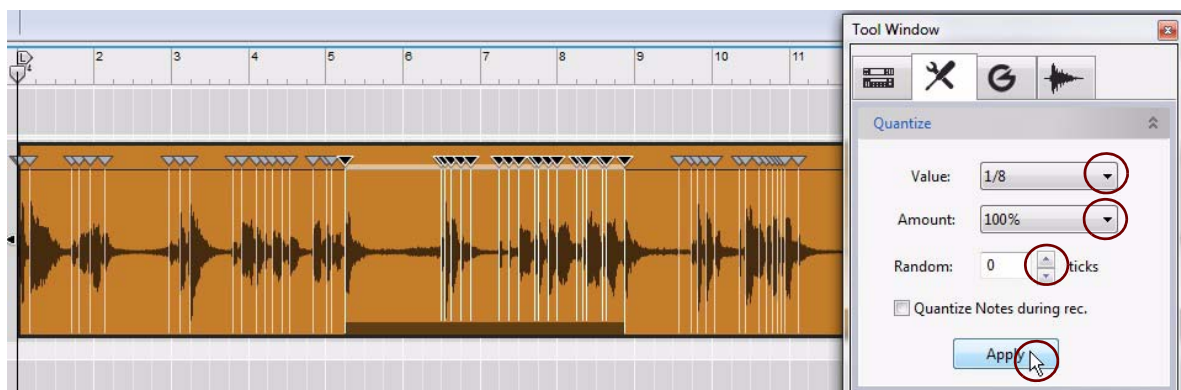 Tool Window
L 2 3 4 5 6 7 8 9 10 11
4
Quantize
Value: 1/8
Amount: 100%
Random: 0 ticks
Quantize Notes during rec.
Apply